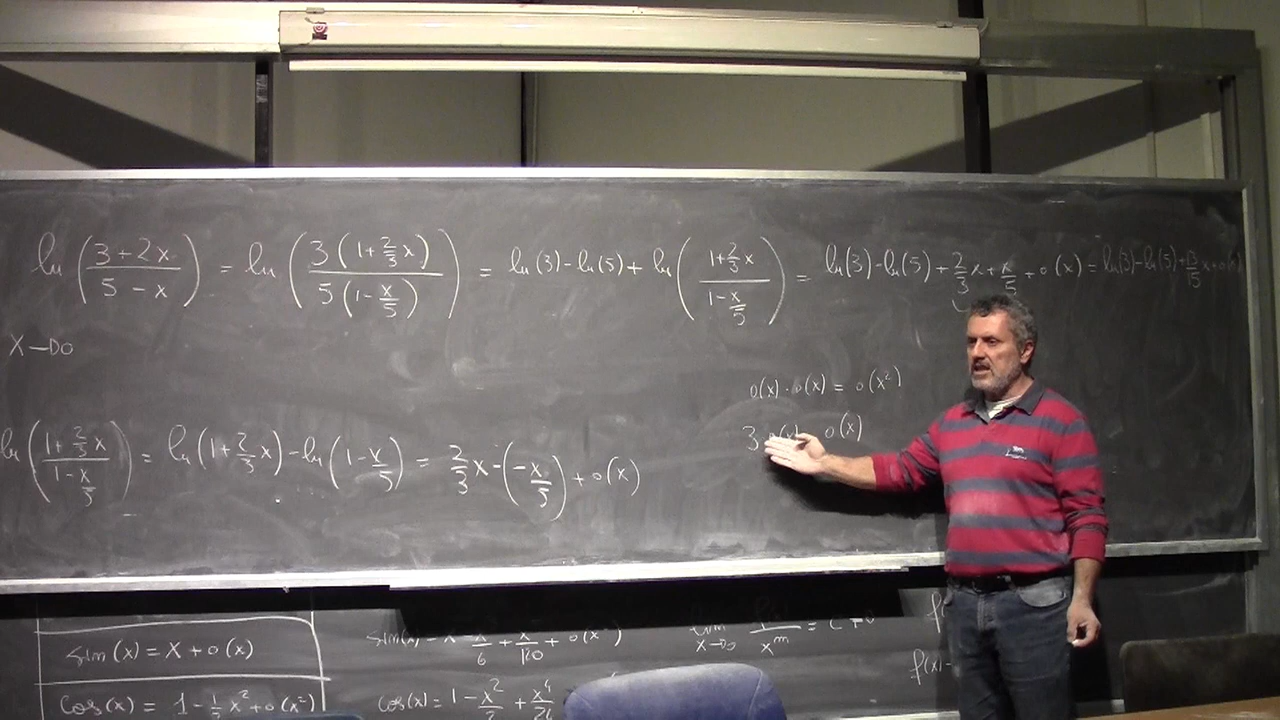 ln((3+2x)/(5-x)) = ln((3(1+2/3 x))/(5(1-x/5))) = ln(3)-ln(5)+ln((1+2/3 x)/(1-x/5)) = ln(3)-ln(5)+2/3 x+x/5+o(x) = ln(3)-ln(5)+13/15 x+o(
x→0
o(x)·o(x) = o(x²)
3 o(x) o(x)
ln((1+2/3 x)/(1-x/5)) = ln(1+2/3 x)-ln(1-x/5) = 2/3 x-(-x/5)+o(x)
sin(x) = x+o(x)
cos(x) = 1-1/2 x²+o(x²)
sin(x) = x-x/6+x/120+o(x
cos(x) = 1-x²/2+x⁴/24
lim x→0 x^m
f(x)-